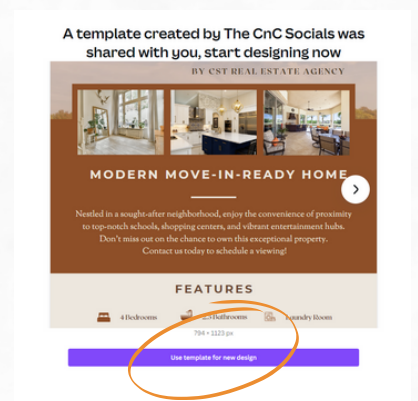 A template created by The CnC Socials was
shared with you, start designing now
BY CST REAL ESTATE AGENCY
MODERN MOVE-IN-READY HOME
Nestled in a sought-after neighborhood, enjoy the convenience of proximity
to top-notch schools, shopping centers, and vibrant entertainment hubs.
Don't miss out on the chance to own this exceptional property.
Contact us today to schedule a viewing!
FEATURES
4 Bedrooms Bathrooms Laundry Room
794 × 1123 px
Use template for new design